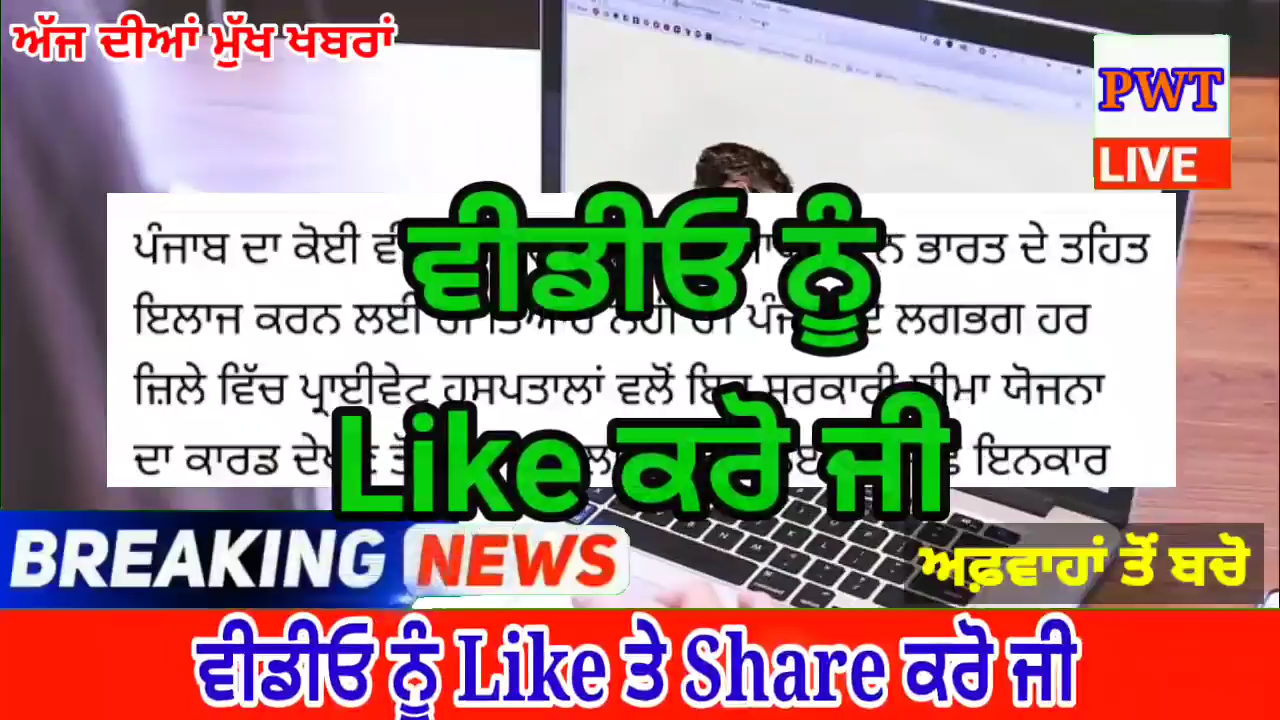 ਅੱਜ ਦੀਆਂ ਮੁੱਖ ਖਬਰਾਂ
PWT
LIVE
ਪੰਜਾਬ ਦਾ ਕੋਈ ਭਾਰਤ ਦੇ ਤਹਿਤ
ਇਲਾਜ ਕਰਨ ਲਈ ਲਗਭਗ ਹਰ
ਜ਼ਿਲੇ ਵਿੱਚ ਪ੍ਰਾਈਵੇਟ ਹਸਪਤਾਲਾਂ ਵਲੋਂ ਸਰਕਾਰੀ ਬੀਮਾ ਯੋਜਨਾ
ਦਾ ਕਾਰਡ ਇਨਕਾਰ
ਵੀਡੀਓ ਨੂੰ
Like ਕਰੋ ਜੀ
BREAKING NEWS
ਅਫ਼ਵਾਹਾਂ ਤੋਂ ਬਚੋ
ਵੀਡੀਓ ਨੂੰ Like ਤੇ Share ਕਰੋ ਜੀ